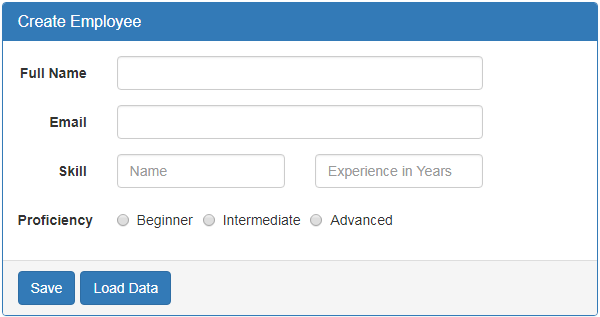 Create Employee
Full Name
Email
Skill Name Experience in Years
Proficiency Beginner Intermediate Advanced
Save Load Data